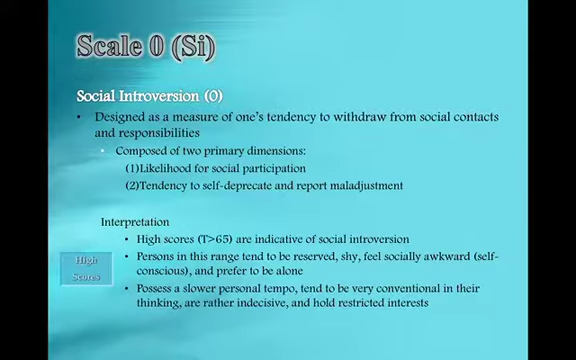 Scale 0 (Si)
Social Introversion (0)
• Designed as a measure of one's tendency to withdraw from social contacts
and responsibilities
• Composed of two primary dimensions:
(1)Likelihood for social participation
(2)Tendency to self-deprecate and report maladjustment
Interpretation
• High scores (T>65) are indicative of social introversion
• Persons in this range tend to be reserved, shy, feel socially awkward (self-
conscious), and prefer to be alone
• Possess a slower personal tempo, tend to be very conventional in their
thinking, are rather indecisive, and hold restricted interests
High
Scores